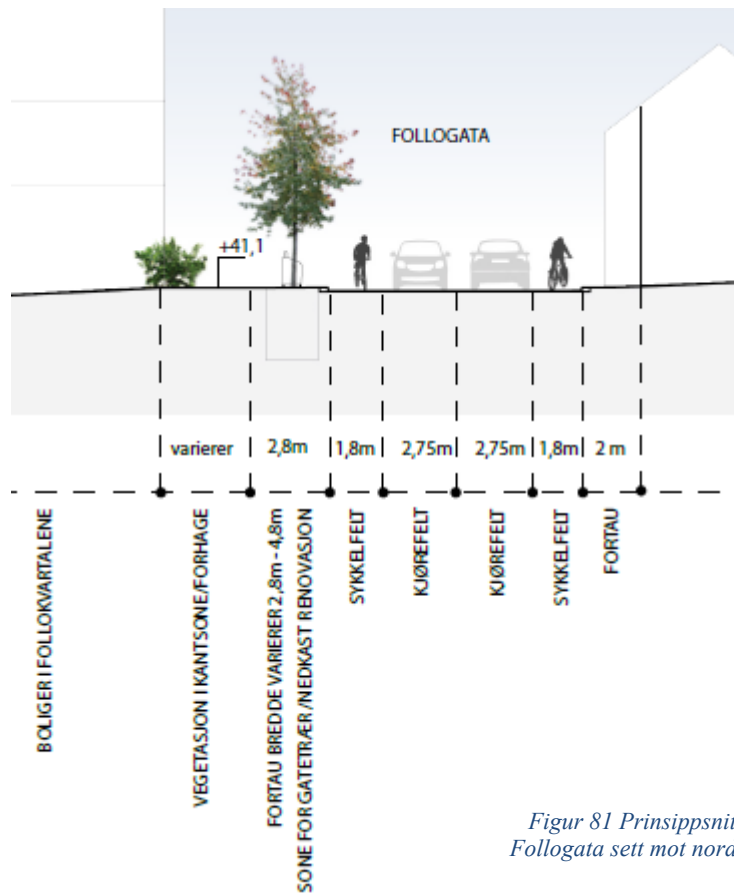 FOLLOGATA
+41,1
varierer
2,8m
1,8m
2,75m
2,75m
1,8m
2 m
BOLIGER I FOLLOKVARTALENE
VEGETASJON I KANTSONE/FORHAGE
FORTAU BREDDE VARIERER 2,8m - 4,8m
SONE FOR GATETRÆR /NEDKAST RENOVASJON
SYKKELFELT
KJØREFELT
KJØREFELT
SYKKELFELT
FORTAU
Figur 81 Prinsippsnit
Follogata sett mot nord